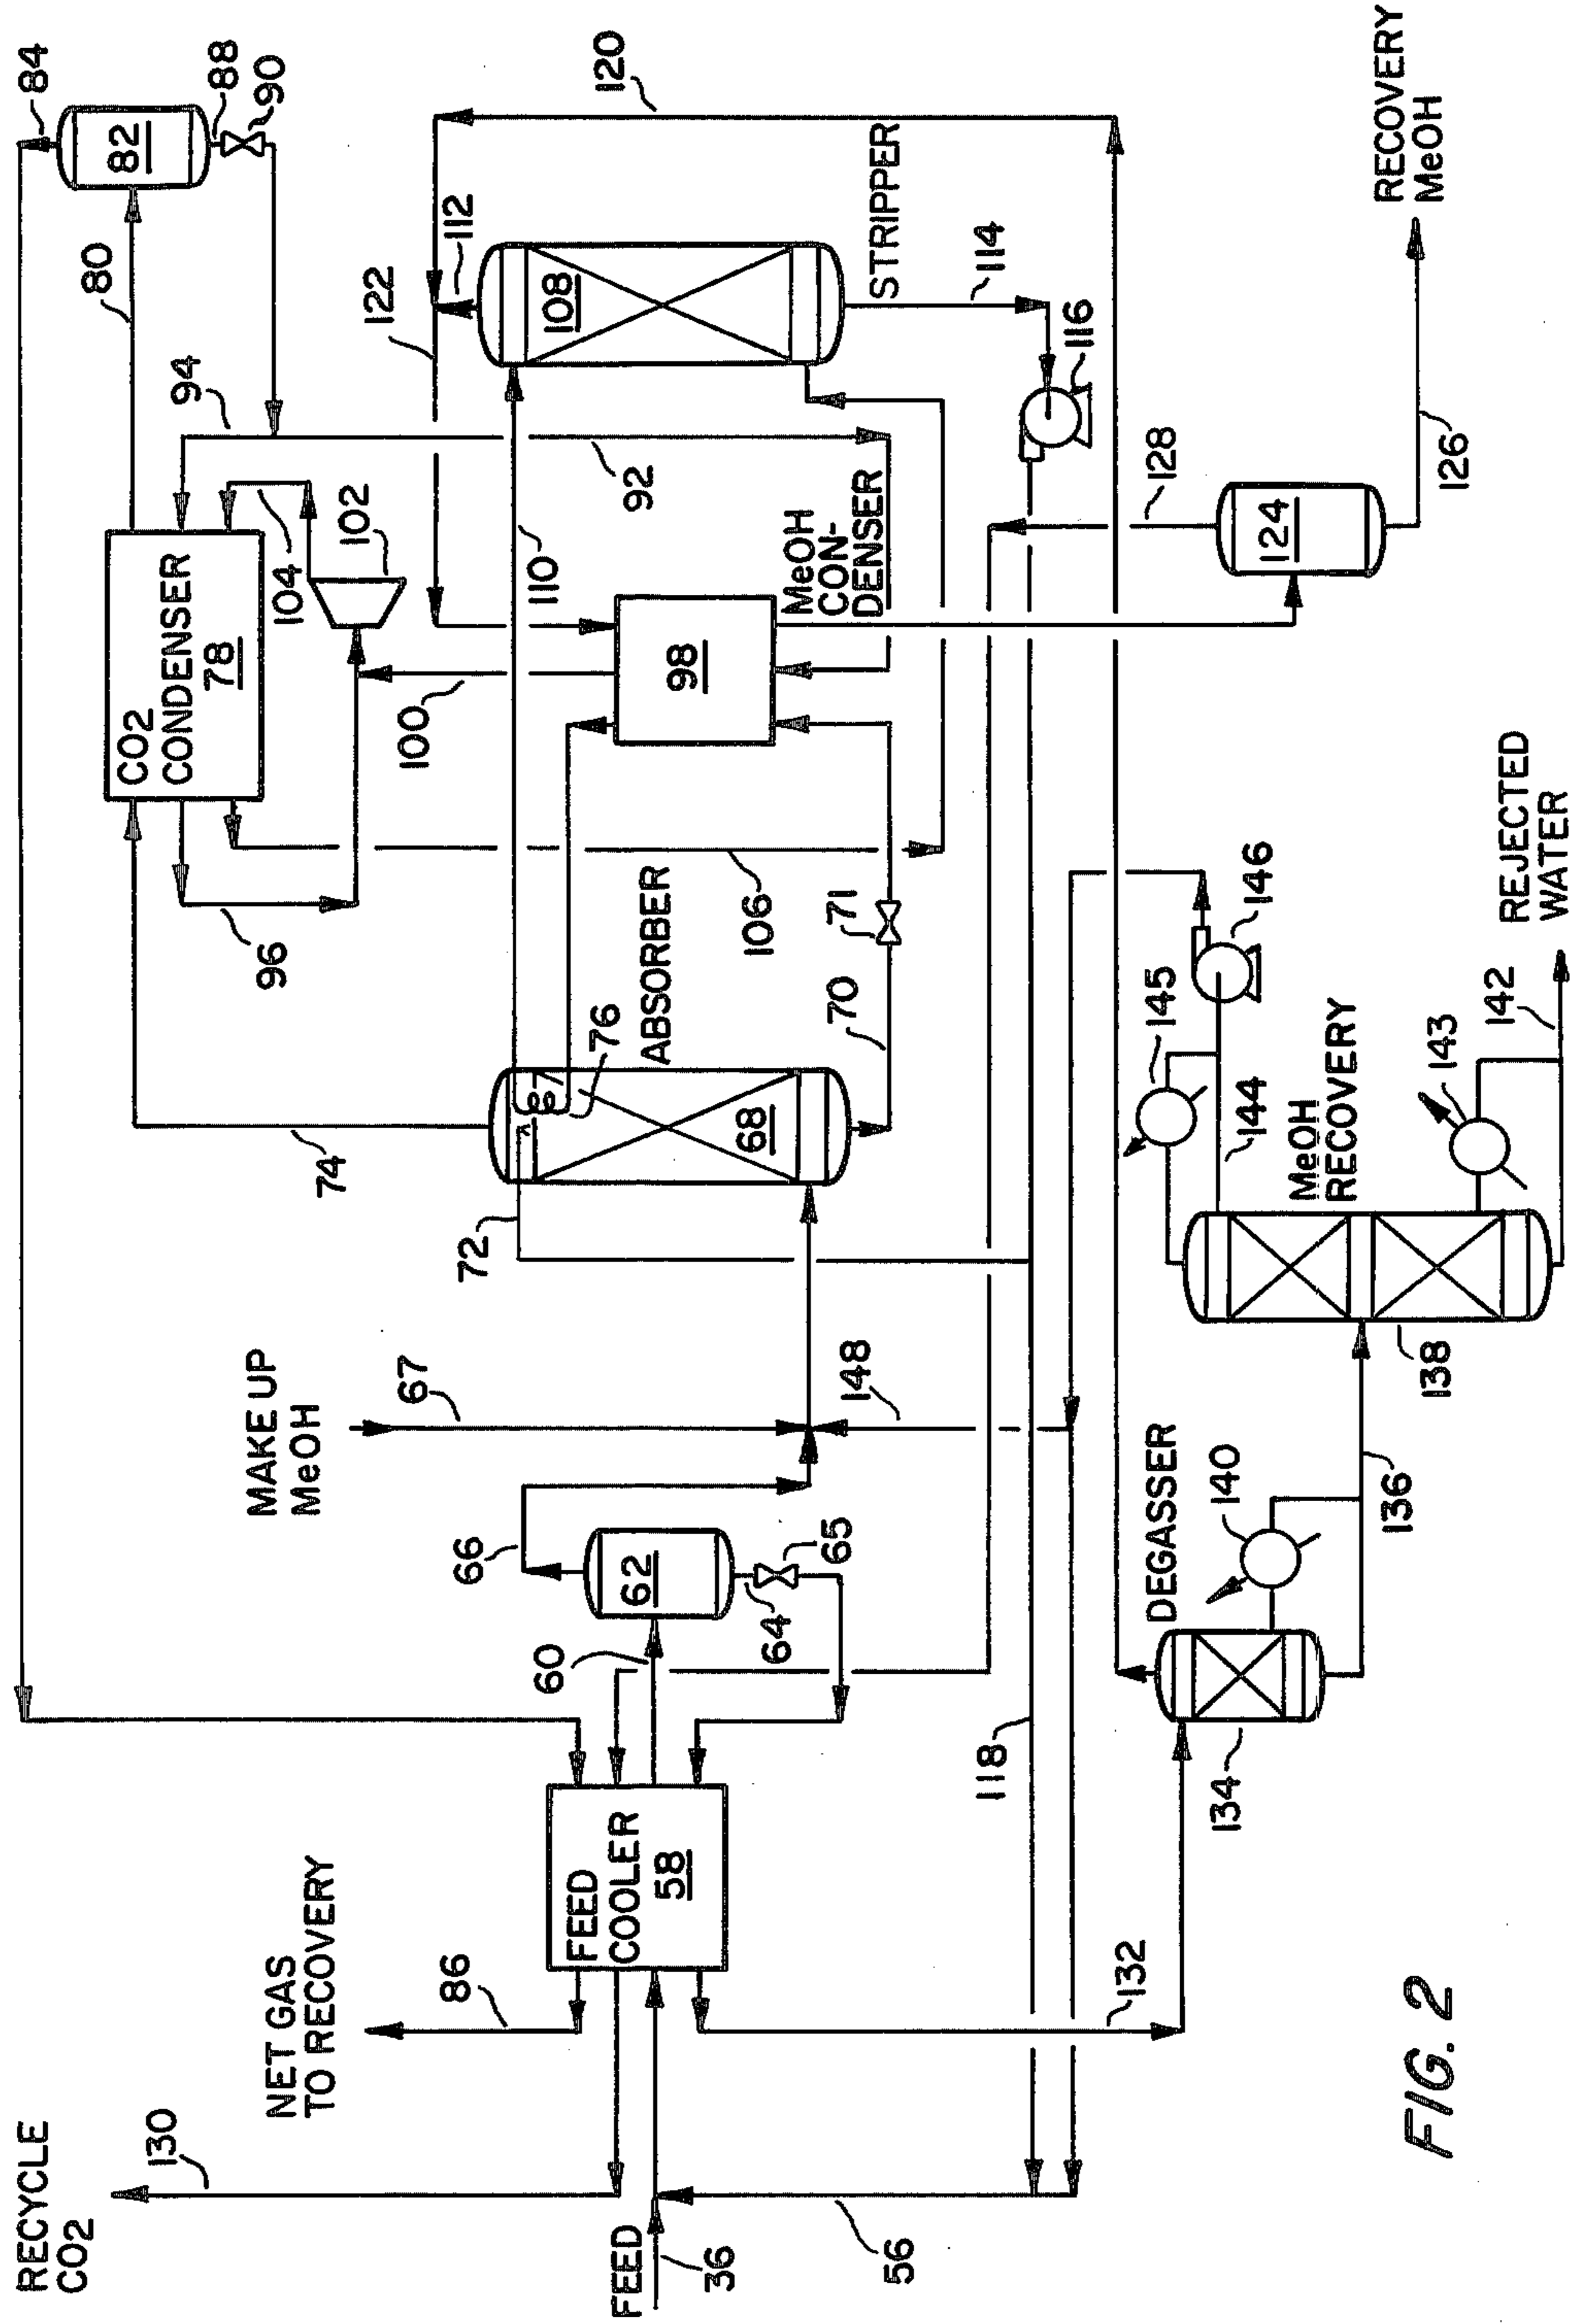 RECYCLE
CO2
130
NET GAS
TO RECOVERY
86
FEED
36
56
FEED
COOLER
58
132
60
62
64
65
66
MAKE UP
MeOH
67
148
118
134
DEGASSER
140
136
138
MeOH
RECOVERY
144
145
146
143
142
REJECTED
WATER
72
74
68
76
ABSORBER
70
71
106
96
CO2
CONDENSER
78
80
82
84
88
90
94
92
104
102
100
98
MeOH
CON-
DENSER
110
122
112
108
STRIPPER
114
116
120
128
124
126
RECOVERY
MeOH
FIG. 2